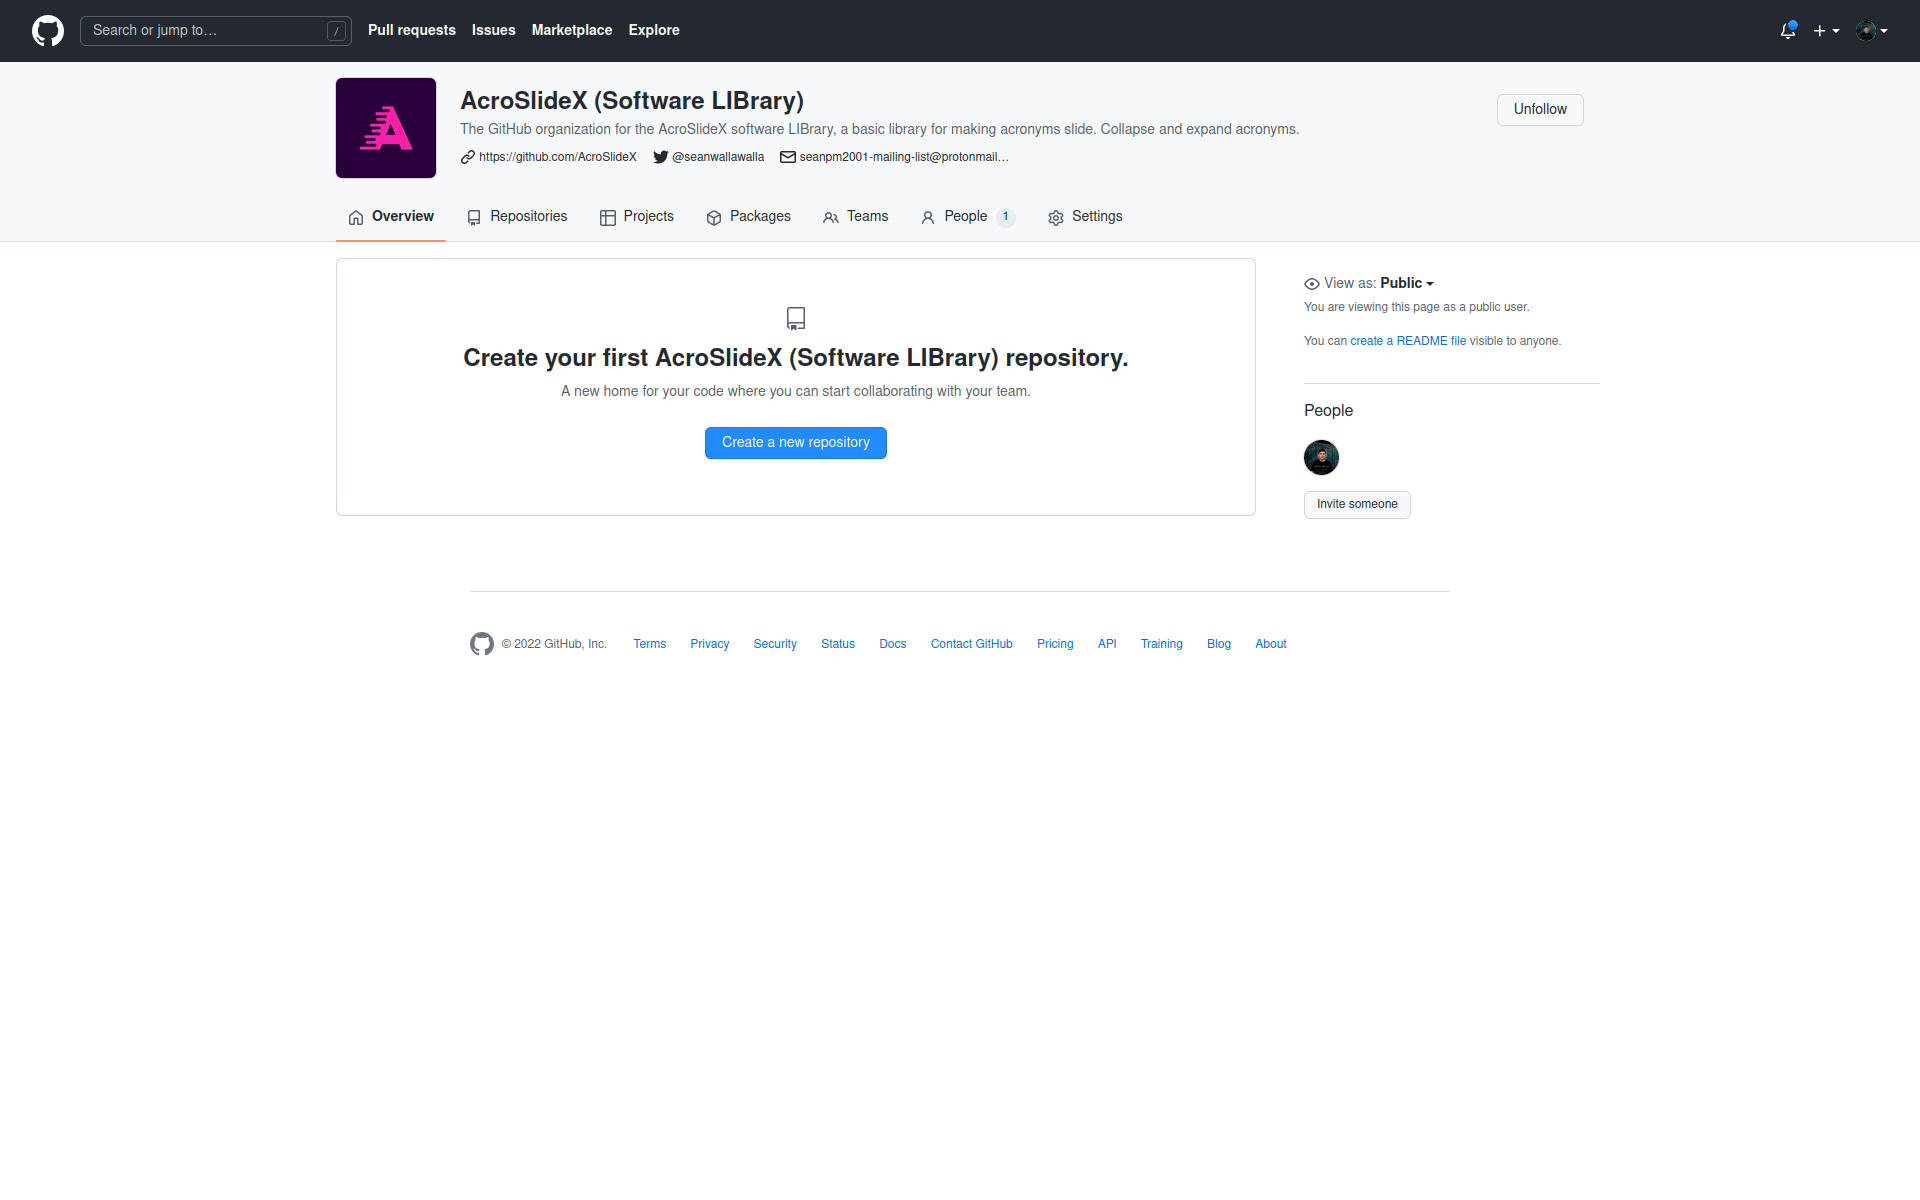 Search or jump to… /
Pull requests Issues Marketplace Explore
AcroSlideX (Software LIBrary)
The GitHub organization for the AcroSlideX software LIBrary, a basic library for making acronyms slide. Collapse and expand acronyms.
https://github.com/AcroSlideX @seanwallawalla seanpm2001-mailing-list@protonmail…
Unfollow
Overview Repositories Projects Packages Teams People 1 Settings
Create your first AcroSlideX (Software LIBrary) repository.
A new home for your code where you can start collaborating with your team.
Create a new repository
View as: Public
You are viewing this page as a public user.
You can create a README file visible to anyone.
People
Invite someone
© 2022 GitHub, Inc. Terms Privacy Security Status Docs Contact GitHub Pricing API Training Blog About